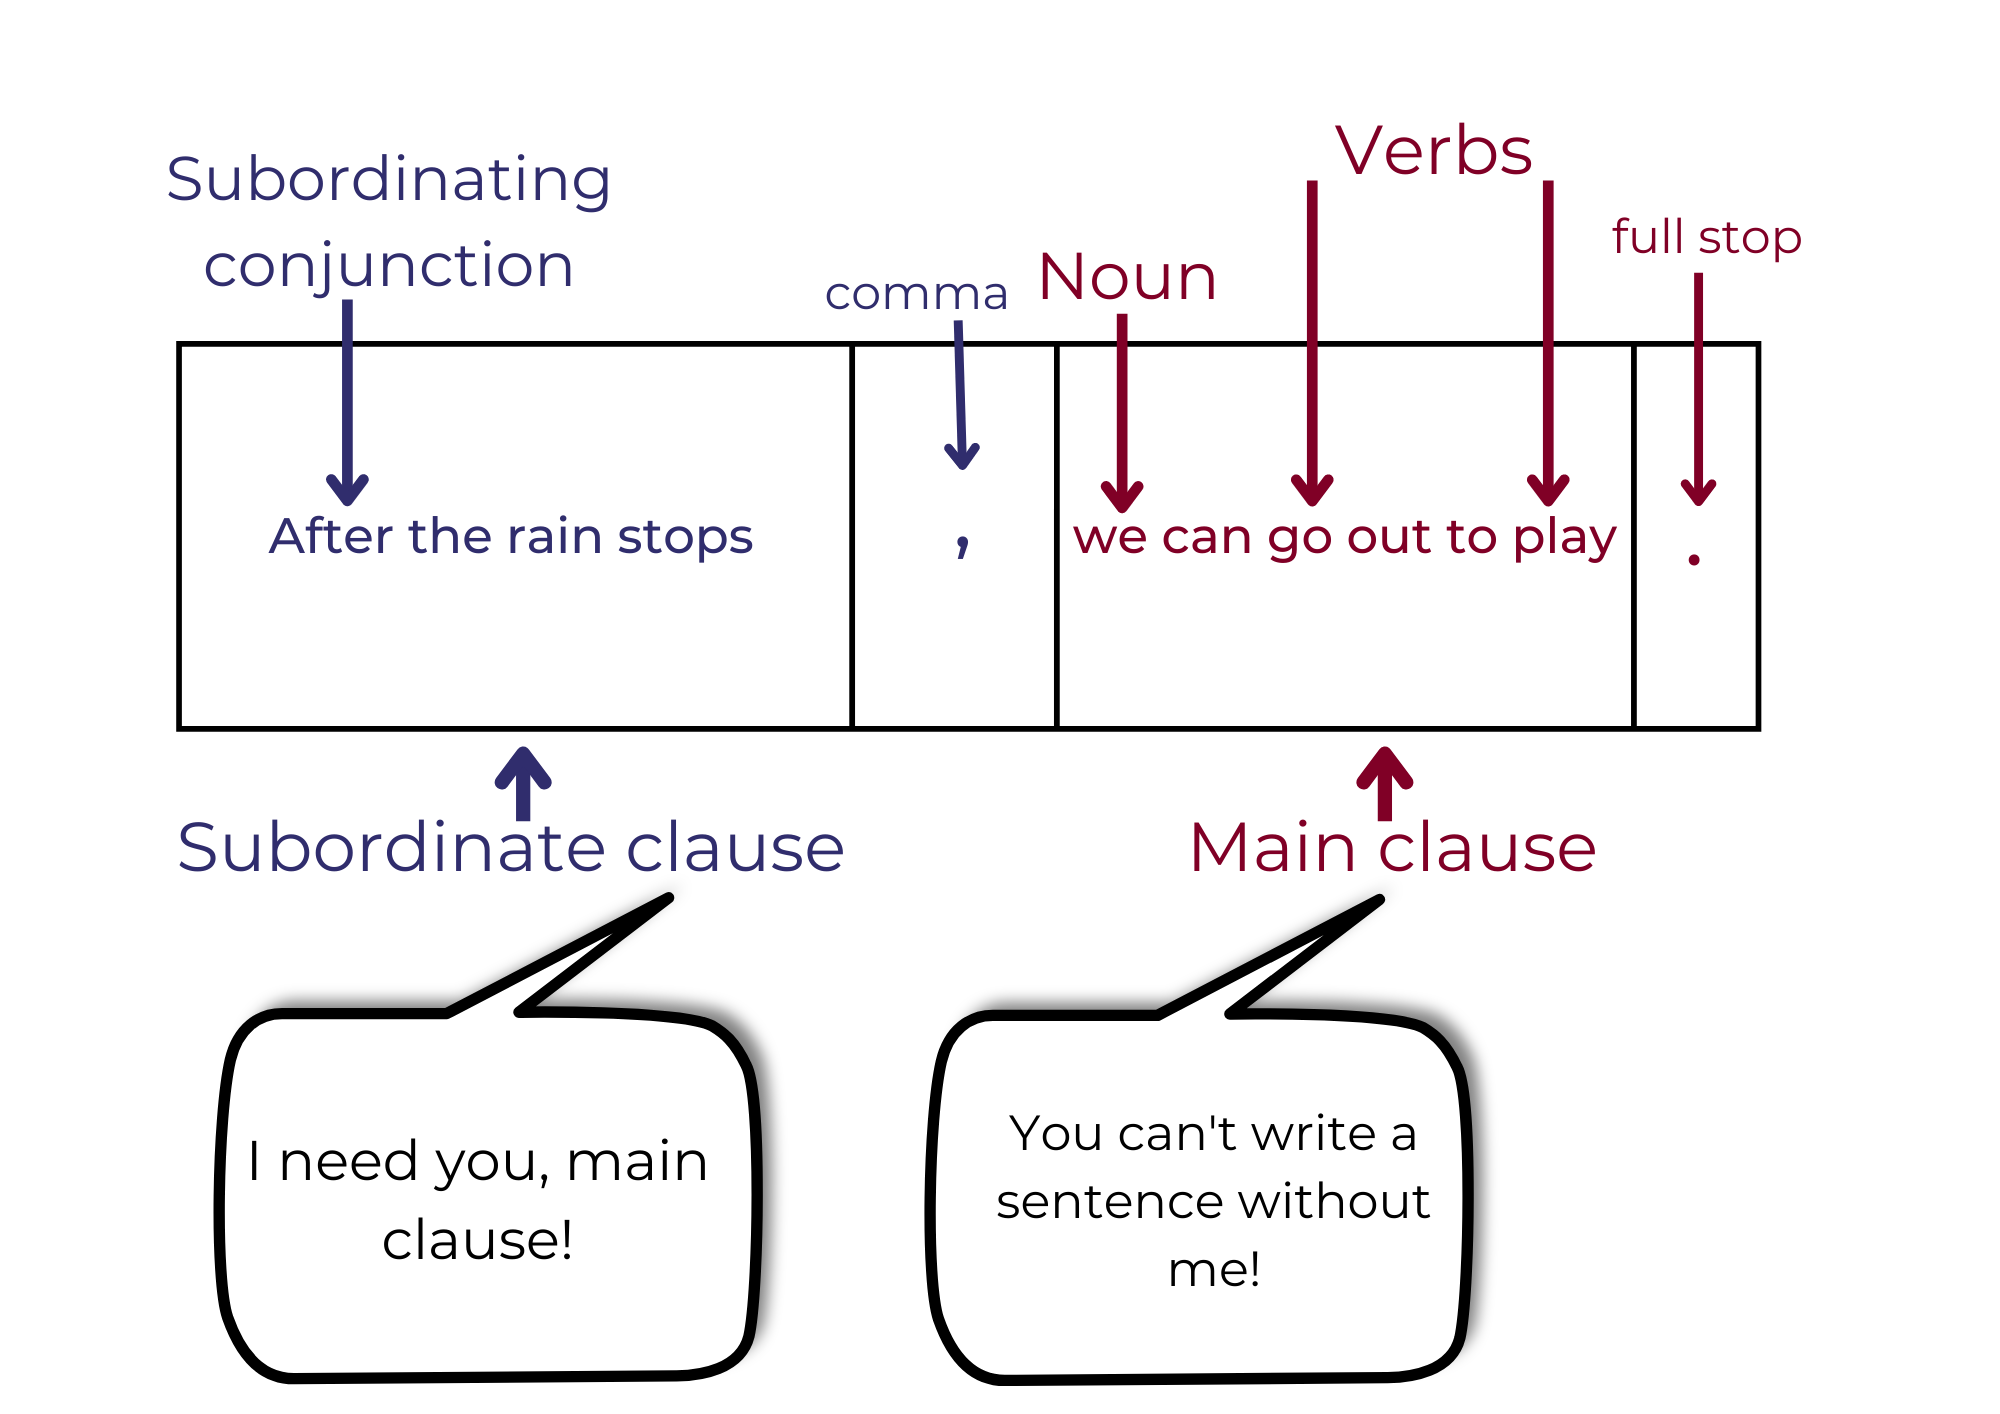 Subordinating
conjunction
comma
Noun
Verbs
full stop
After the rain stops
,
we can go out to play
.
Subordinate clause
Main clause
I need you, main
clause!
You can't write a
sentence without
me!